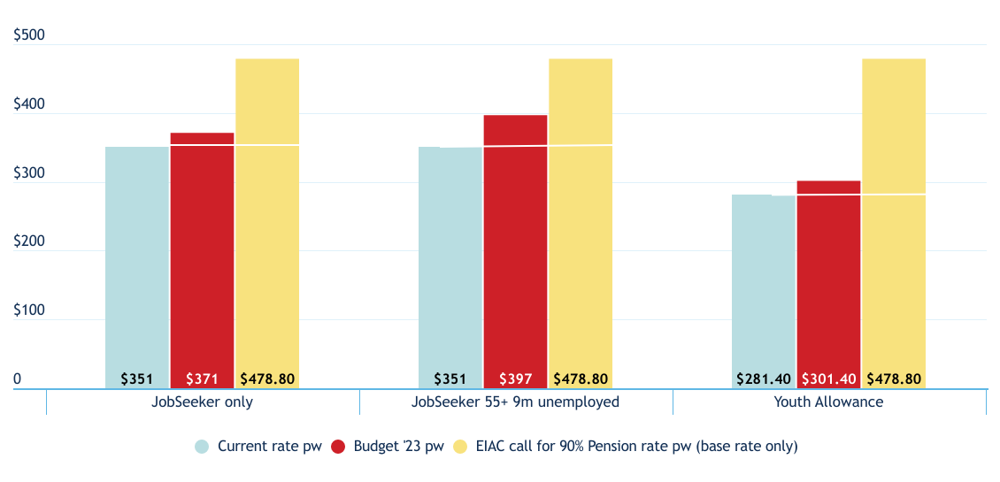 $500
$400
$300
$200
$100
0
$351 $371 $478.80 $351 $397 $478.80 $281.40 $301.40 $478.80
JobSeeker only JobSeeker 55+ 9m unemployed Youth Allowance
Current rate pw Budget '23 pw EIAC call for 90% Pension rate pw (base rate only)